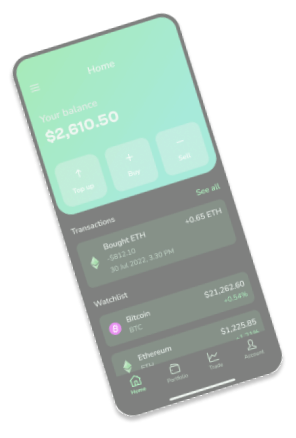 Home
Your balance
$2,610.50
Top up
Buy
Sell
Transactions
See all
Bought ETH
+0,65 ETH
-$612,10
30 Jul 2022, 3.30 PM
Watchlist
Bitcoin
$21,262.60
BTC
+0.54%
Ethereum
$1,225.85
ETH
Home
Portfolio
Trade
Account